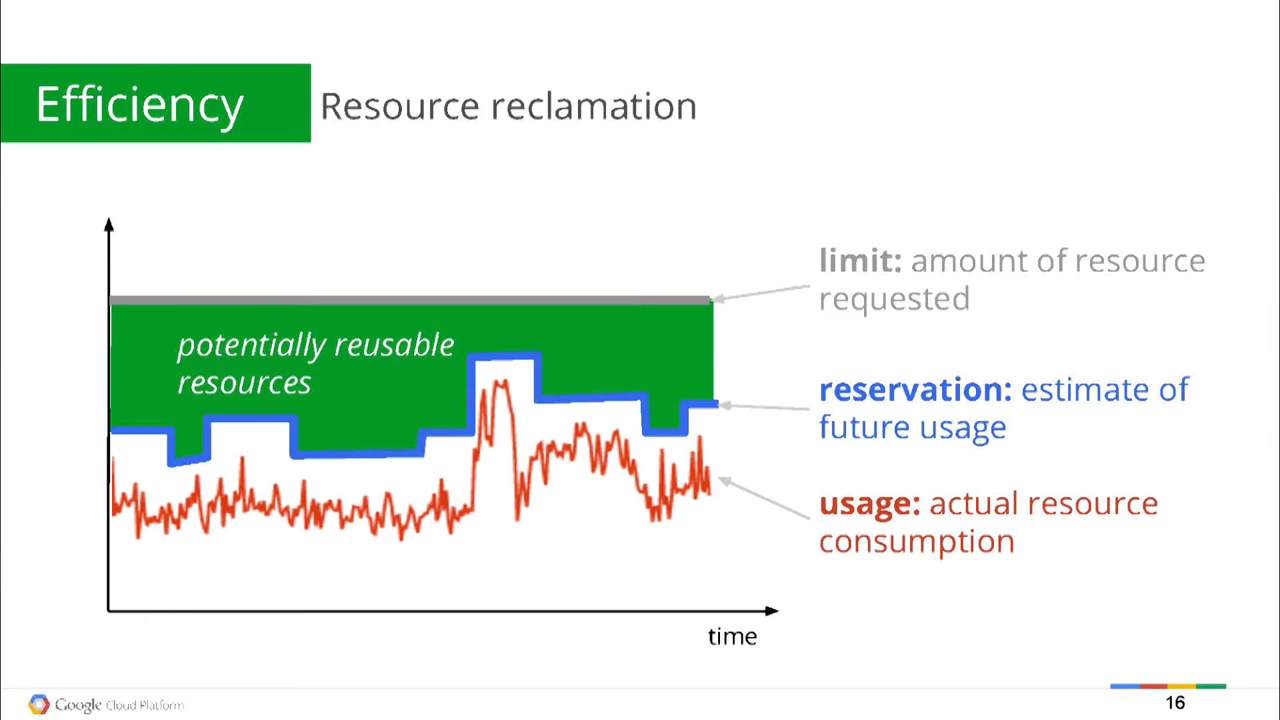 Efficiency
Resource reclamation
limit: amount of resource
requested
potentially reusable
resources
reservation: estimate of
future usage
usage: actual resource
consumption
time
Google Cloud Platform
16